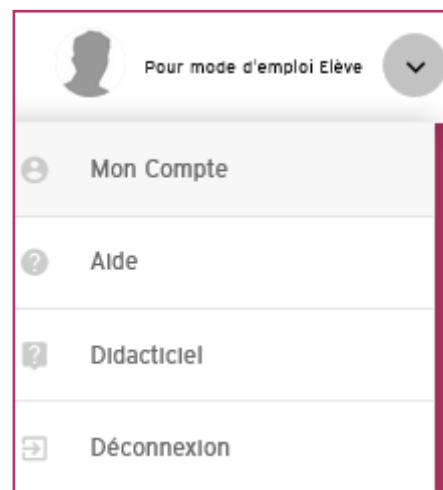 Pour mode d'emploi Elève
Mon Compte
Aide
Didacticiel
Déconnexion